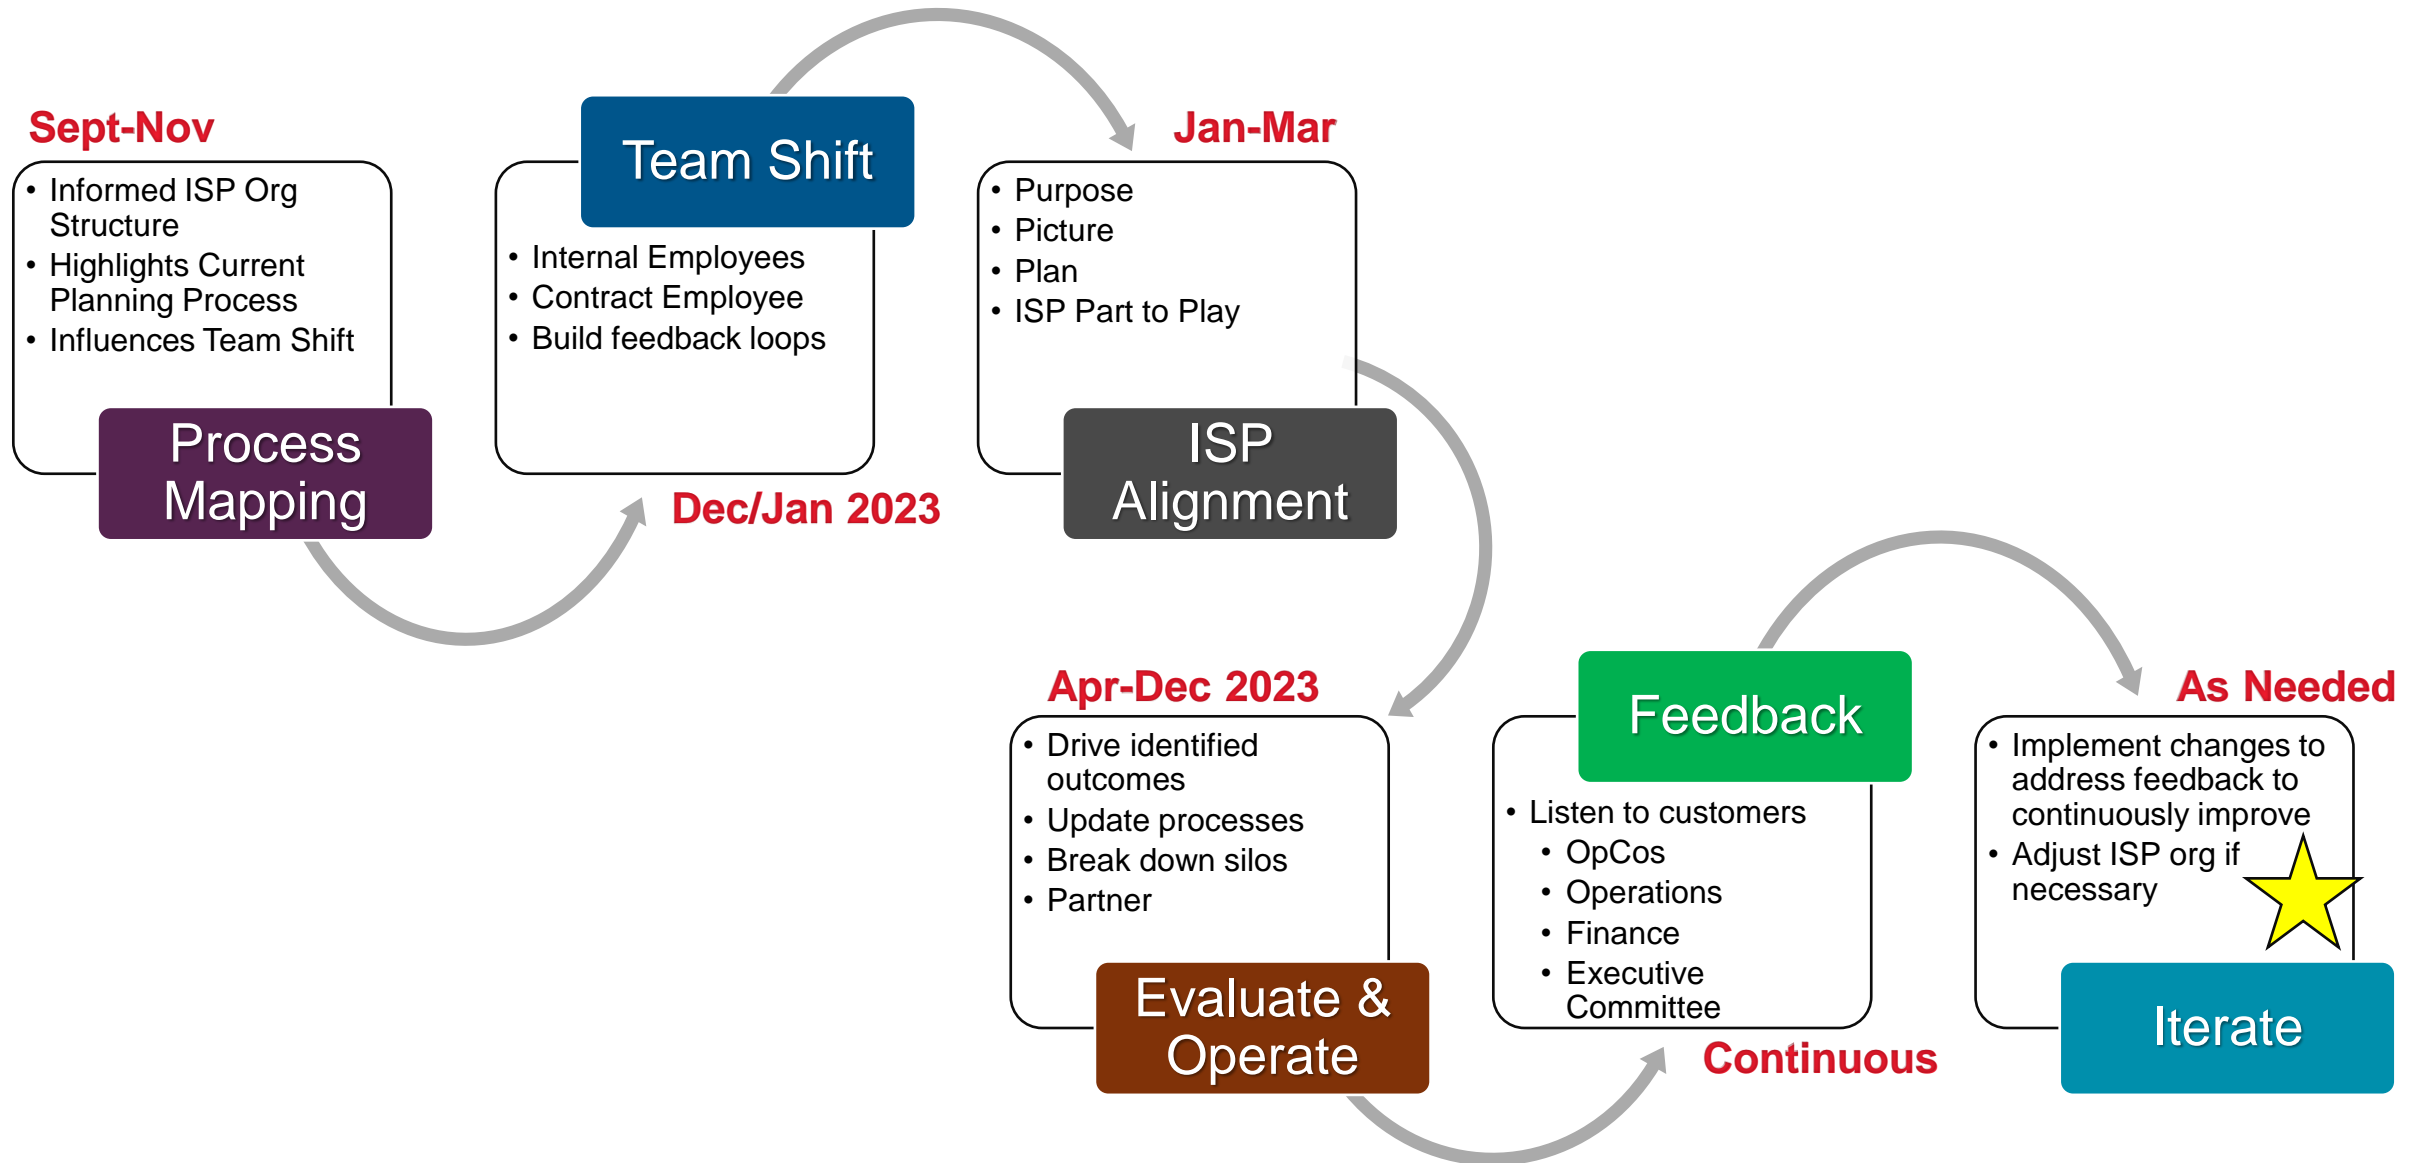 Sept-Nov
• Informed ISP Org
Structure
• Highlights Current
Planning Process
• Influences Team Shift
Process
Mapping
Team Shift
• Internal Employees
• Contract Employee
• Build feedback loops
Dec/Jan 2023
Jan-Mar
• Purpose
• Picture
• Plan
• ISP Part to Play
ISP
Alignment
Apr-Dec 2023
• Drive identified
outcomes
• Update processes
• Break down silos
• Partner
Evaluate &
Operate
Feedback
• Listen to customers
• OpCos
• Operations
• Finance
• Executive
Committee
Continuous
As Needed
• Implement changes to
address feedback to
continuously improve
• Adjust ISP org if
necessary
Iterate